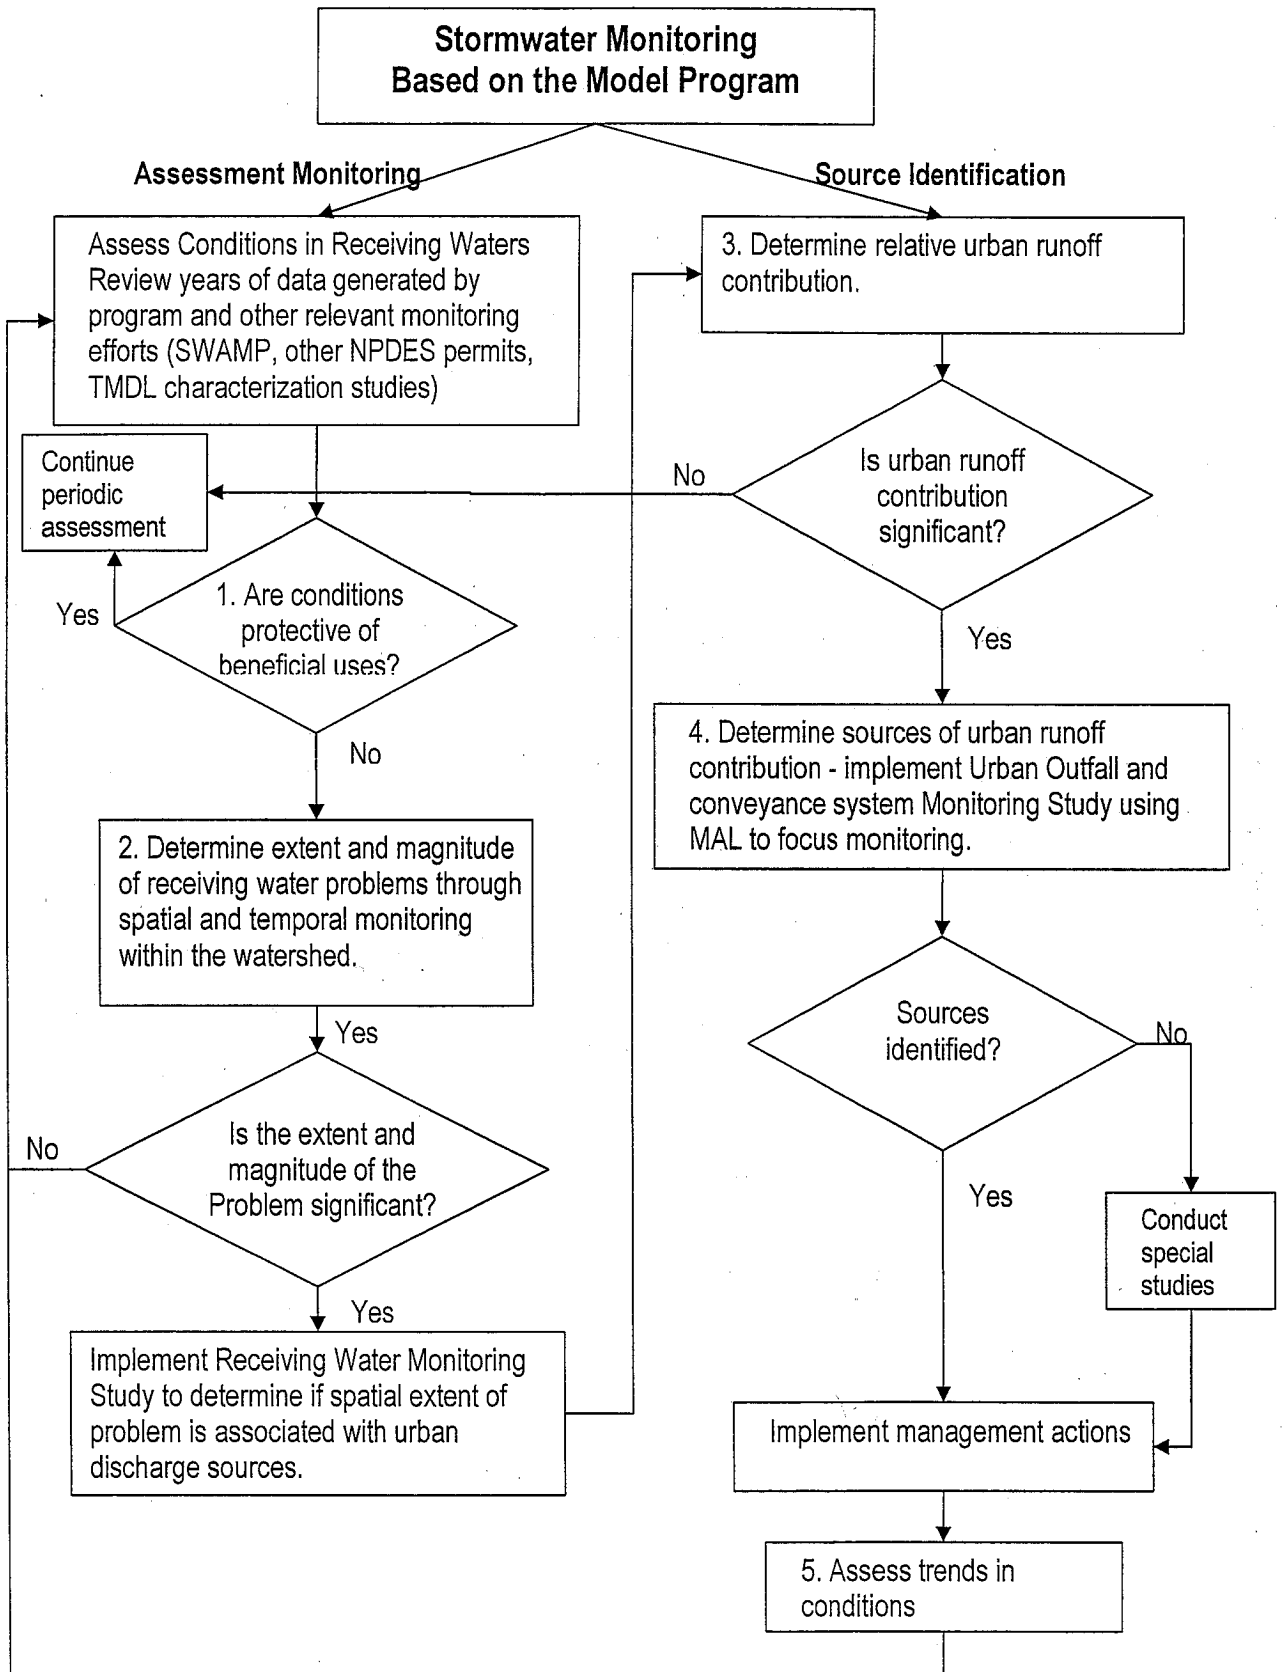 Stormwater Monitoring
Based on the Model Program
Assessment Monitoring
Source Identification
Assess Conditions in Receiving Waters
Review years of data generated by
program and other relevant monitoring
efforts (SWAMP, other NPDES permits,
TMDL characterization studies)
3. Determine relative urban runoff
contribution.
Continue
periodic
assessment
No
Is urban runoff
contribution
significant?
Yes
1. Are conditions
protective of
beneficial uses?
Yes
No
4. Determine sources of urban runoff
contribution - implement Urban Outfall and
conveyance system Monitoring Study using
MAL to focus monitoring.
2. Determine extent and magnitude
of receiving water problems through
spatial and temporal monitoring
within the watershed.
Yes
Sources
identified?
No
No
Is the extent and
magnitude of the
Problem significant?
Yes
Conduct
special
studies
Yes
Implement Receiving Water Monitoring
Study to determine if spatial extent of
problem is associated with urban
discharge sources.
Implement management actions
5. Assess trends in
conditions